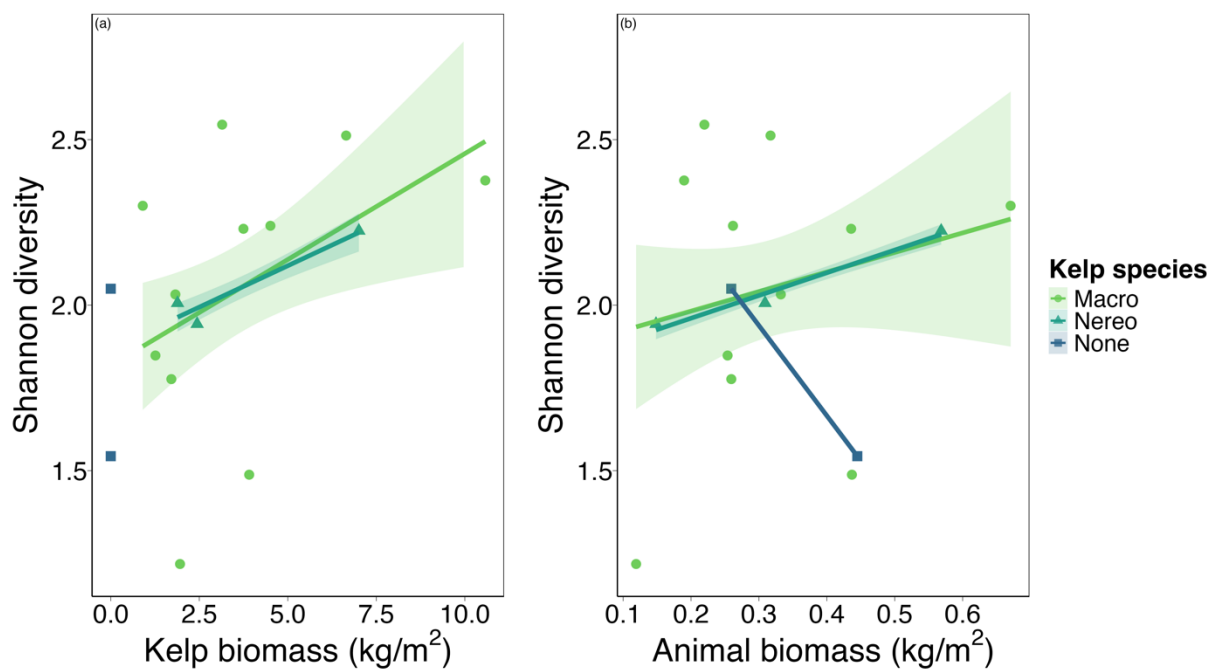 (a)
Shannon diversity
2.5
2.0
1.5
0.0 2.5 5.0 7.5 10.0
Kelp biomass (kg/m²)
(b)
Shannon diversity
2.5
2.0
1.5
0.1 0.2 0.3 0.4 0.5 0.6
Animal biomass (kg/m²)
Kelp species
Macro
Nereo
None